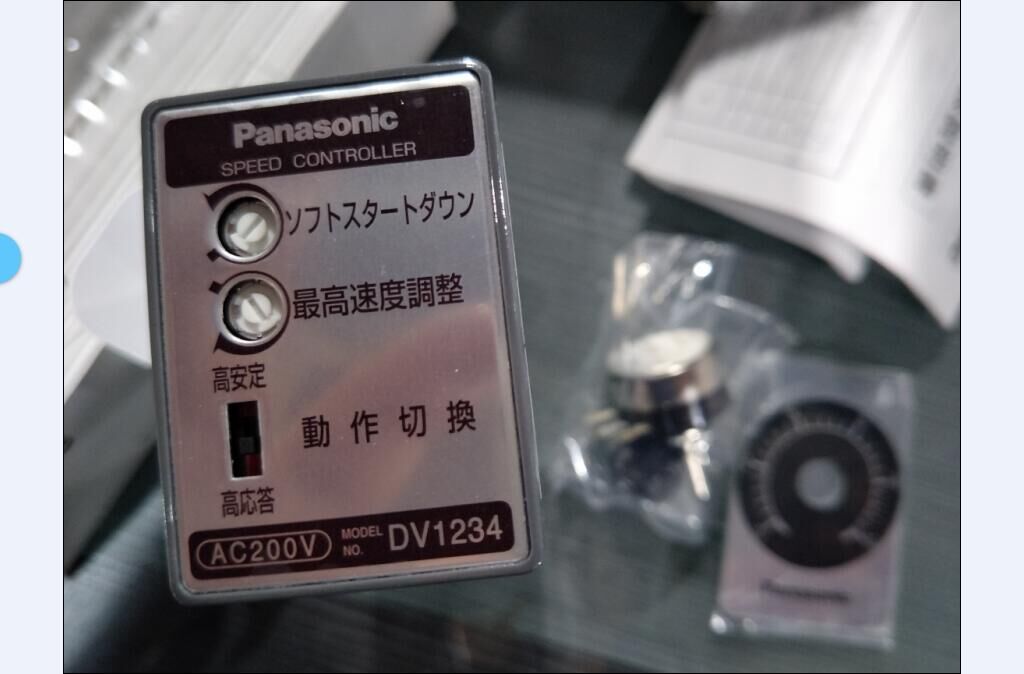 Panasonic
SPEED CONTROLLER
ソフトスタートダウン
最高速度調整
高安定
動作切換
高応答
AC200V MODEL NO. DV1234
Panasonic